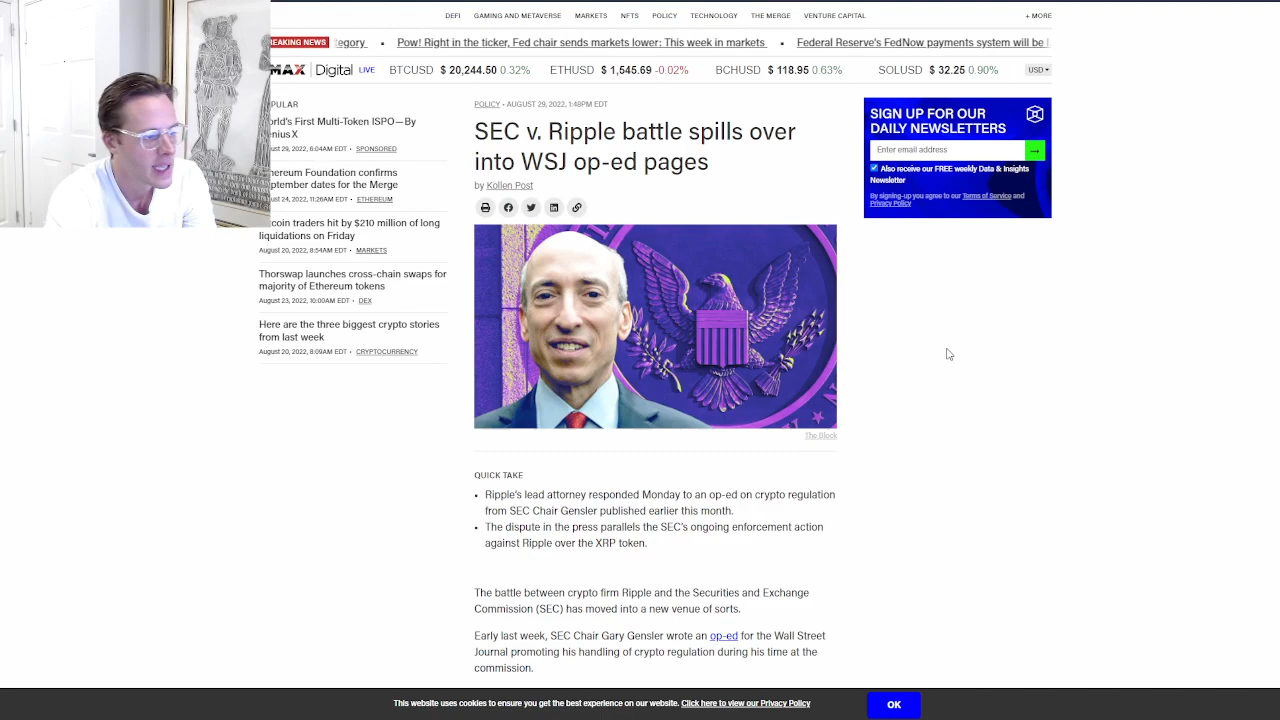 DEFI GAMING AND METAVERSE MARKETS NFTS POLICY TECHNOLOGY THE MERGE VENTURE CAPITAL + MORE
BREAKING NEWS tegory • Pow! Right in the ticker, Fed chair sends markets lower: This week in markets • Federal Reserve's FedNow payments system will be
MAX Digital LIVE BTCUSD $ 20,244.50 0.32% ETHUSD $ 1,545.69 -0.02% BCHUSD $ 118.95 0.63% SOLUSD $ 32.25 0.90% USD
PULAR
orld's First Multi-Token ISPO—By
enius X
ust 29, 2022, 6:04AM EDT • SPONSORED
hereum Foundation confirms
eptember dates for the Merge
ust 24, 2022, 11:26AM EDT • ETHEREUM
tcoin traders hit by $210 million of long
liquidations on Friday
August 20, 2022, 8:54AM EDT • MARKETS
Thorswap launches cross-chain swaps for
majority of Ethereum tokens
August 23, 2022, 10:00AM EDT • DEX
Here are the three biggest crypto stories
from last week
August 20, 2022, 8:09AM EDT • CRYPTOCURRENCY
POLICY • AUGUST 29, 2022, 1:48PM EDT
SEC v. Ripple battle spills over
into WSJ op-ed pages
by Kollen Post
The Block
QUICK TAKE
• Ripple's lead attorney responded Monday to an op-ed on crypto regulation
from SEC Chair Gensler published earlier this month.
• The dispute in the press parallels the SEC's ongoing enforcement action
against Ripple over the XRP token.
The battle between crypto firm Ripple and the Securities and Exchange
Commission (SEC) has moved into a new venue of sorts.
Early last week, SEC Chair Gary Gensler wrote an op-ed for the Wall Street
Journal promoting his handling of crypto regulation during his time at the
commission.
SIGN UP FOR OUR
DAILY NEWSLETTERS
Enter email address →
Also receive our FREE weekly Data & Insights
Newsletter
By signing-up you agree to our Terms of Service and
Privacy Policy
This website uses cookies to ensure you get the best experience on our website. Click here to view our Privacy Policy OK